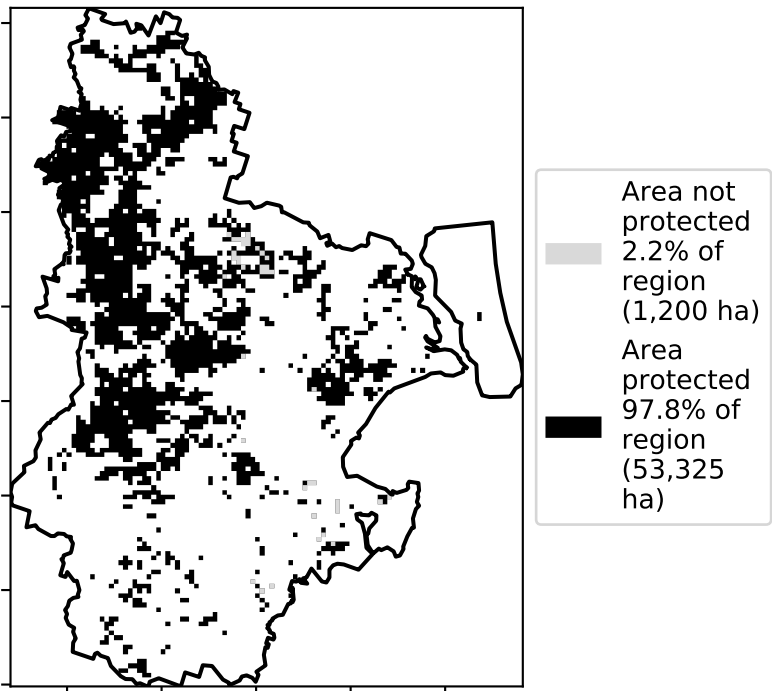 Area not
protected
2.2% of
region
(1,200 ha)
Area
protected
97.8% of
region
(53,325
ha)